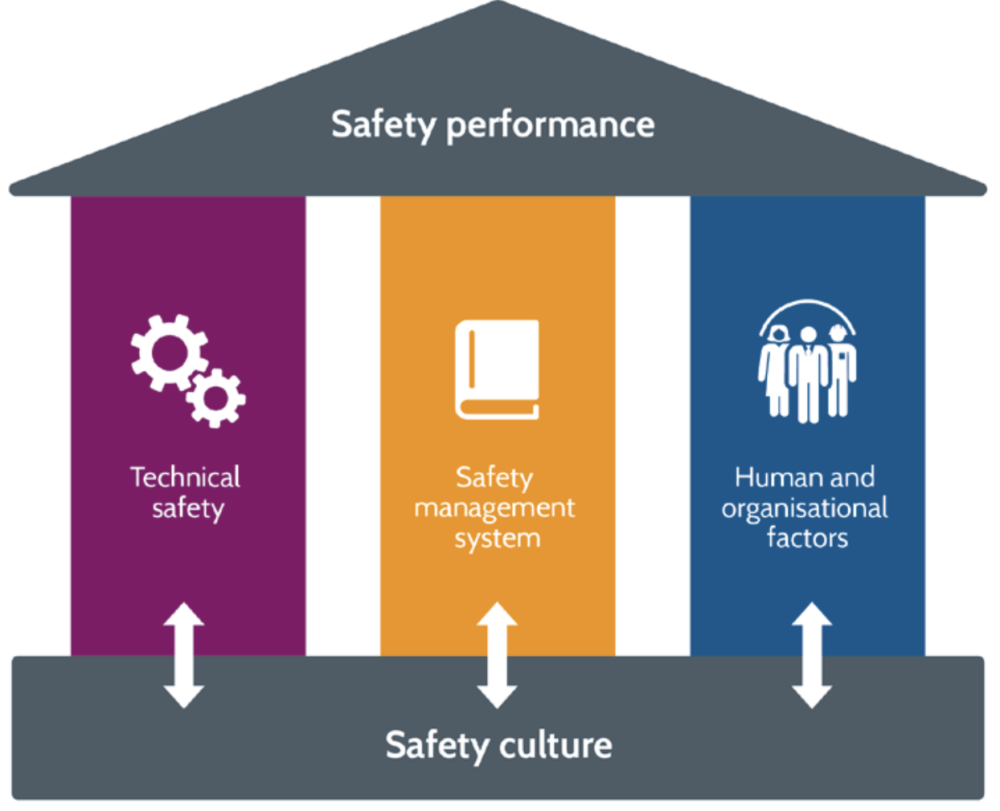 Safety performance
Technical
safety
Safety
management
system
Human and
organisational
factors
Safety culture